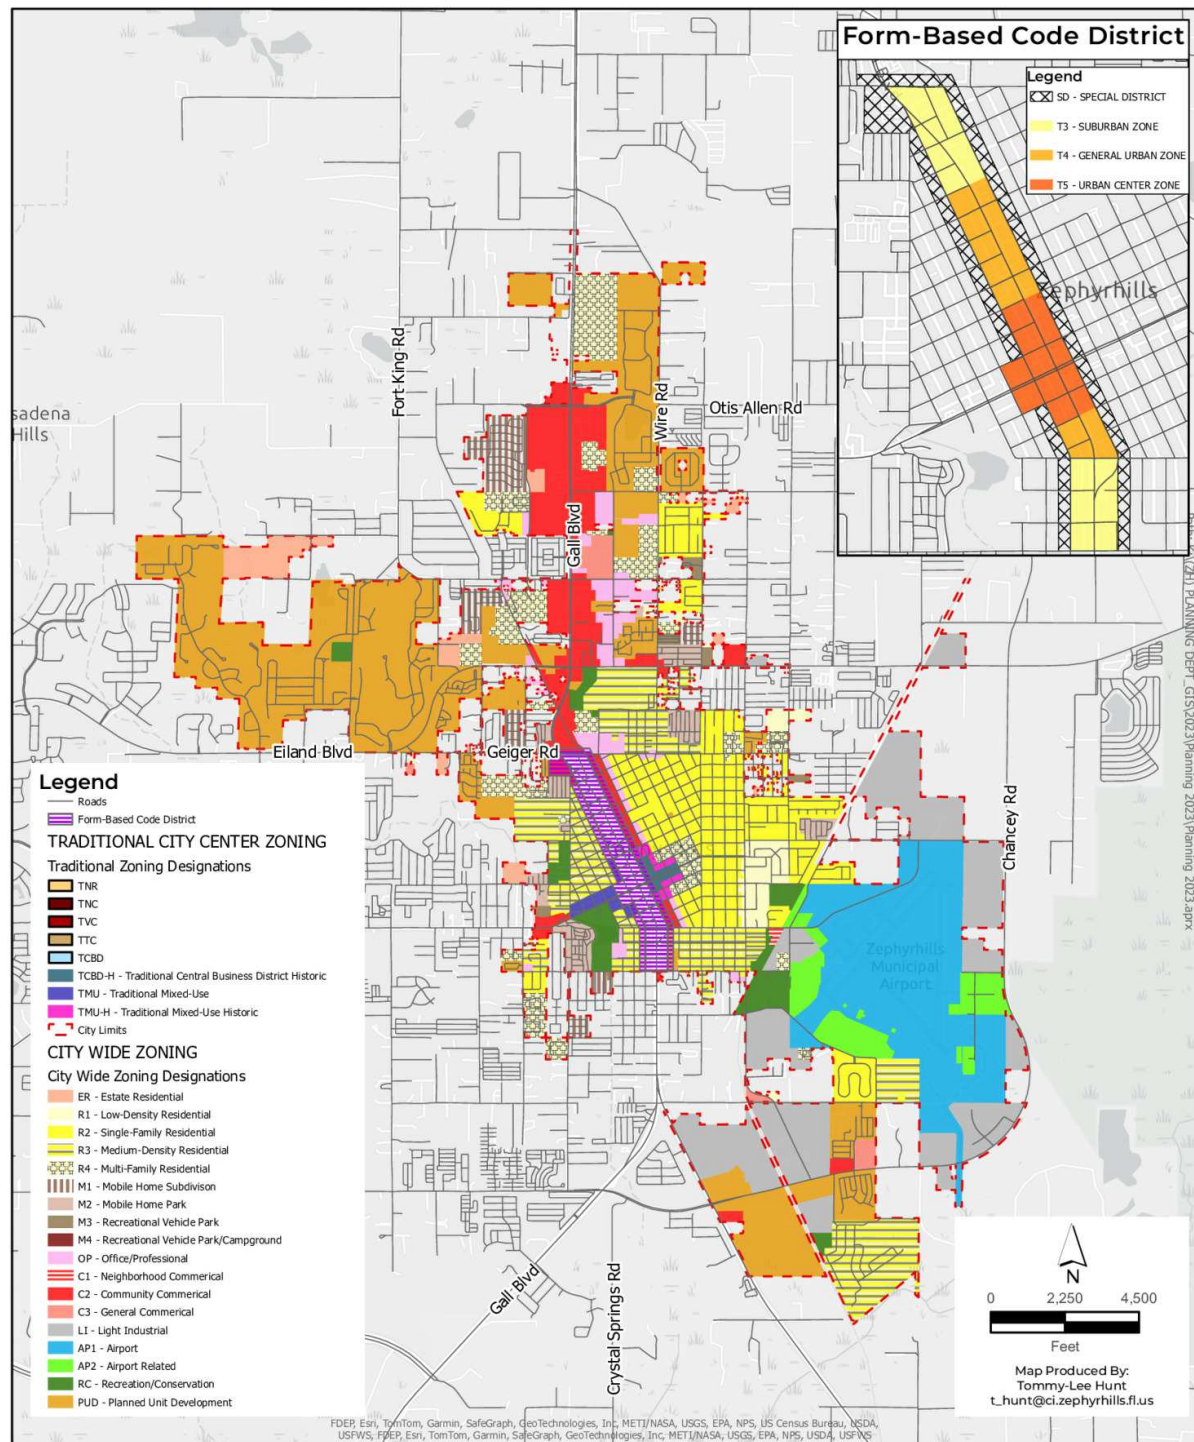 Form-Based Code District
Legend
SD - SPECIAL DISTRICT
T3 - SUBURBAN ZONE
T4 - GENERAL URBAN ZONE
T5 - URBAN CENTER ZONE
Zephyrhills
Fort King Rd
Wire Rd
Otis Allen Rd
sadena
Hills
Gall Blvd
Eiland Blvd
Geiger Rd
Chancey Rd
Zephyrhills
Municipal
Airport
(ZH) PLANNING DEPT_GIS\2023\Planning 2023\Planning_2023.aprx
Legend
Roads
Form-Based Code District
TRADITIONAL CITY CENTER ZONING
Traditional Zoning Designations
TNR
TNC
TVC
TTC
TCBD
TCBD-H - Traditional Central Business District Historic
TMU - Traditional Mixed-Use
TMU-H - Traditional Mixed-Use Historic
City Limits
CITY WIDE ZONING
City Wide Zoning Designations
ER - Estate Residential
R1 - Low-Density Residential
R2 - Single-Family Residential
R3 - Medium-Density Residential
R4 - Multi-Family Residential
M1 - Mobile Home Subdivison
M2 - Mobile Home Park
M3 - Recreational Vehicle Park
M4 - Recreational Vehicle Park/Campground
OP - Office/Professional
C1 - Neighborhood Commerical
C2 - Community Commerical
C3 - General Commerical
LI - Light Industrial
AP1 - Airport
AP2 - Airport Related
RC - Recreation/Conservation
PUD - Planned Unit Development
Gall Blvd
Crystal Springs Rd
N
0 2,250 4,500
Feet
Map Produced By:
Tommy-Lee Hunt
t_hunt@ci.zephyrhills.fl.us
FDEP, Esri, TomTom, Garmin, SafeGraph, GeoTechnologies, Inc, METI/NASA, USGS, EPA, NPS, US Census Bureau, USDA,
USFWS, FDEP, Esri, TomTom, Garmin, SafeGraph, GeoTechnologies, Inc, METI/NASA, USGS, EPA, NPS, USDA, USFWS